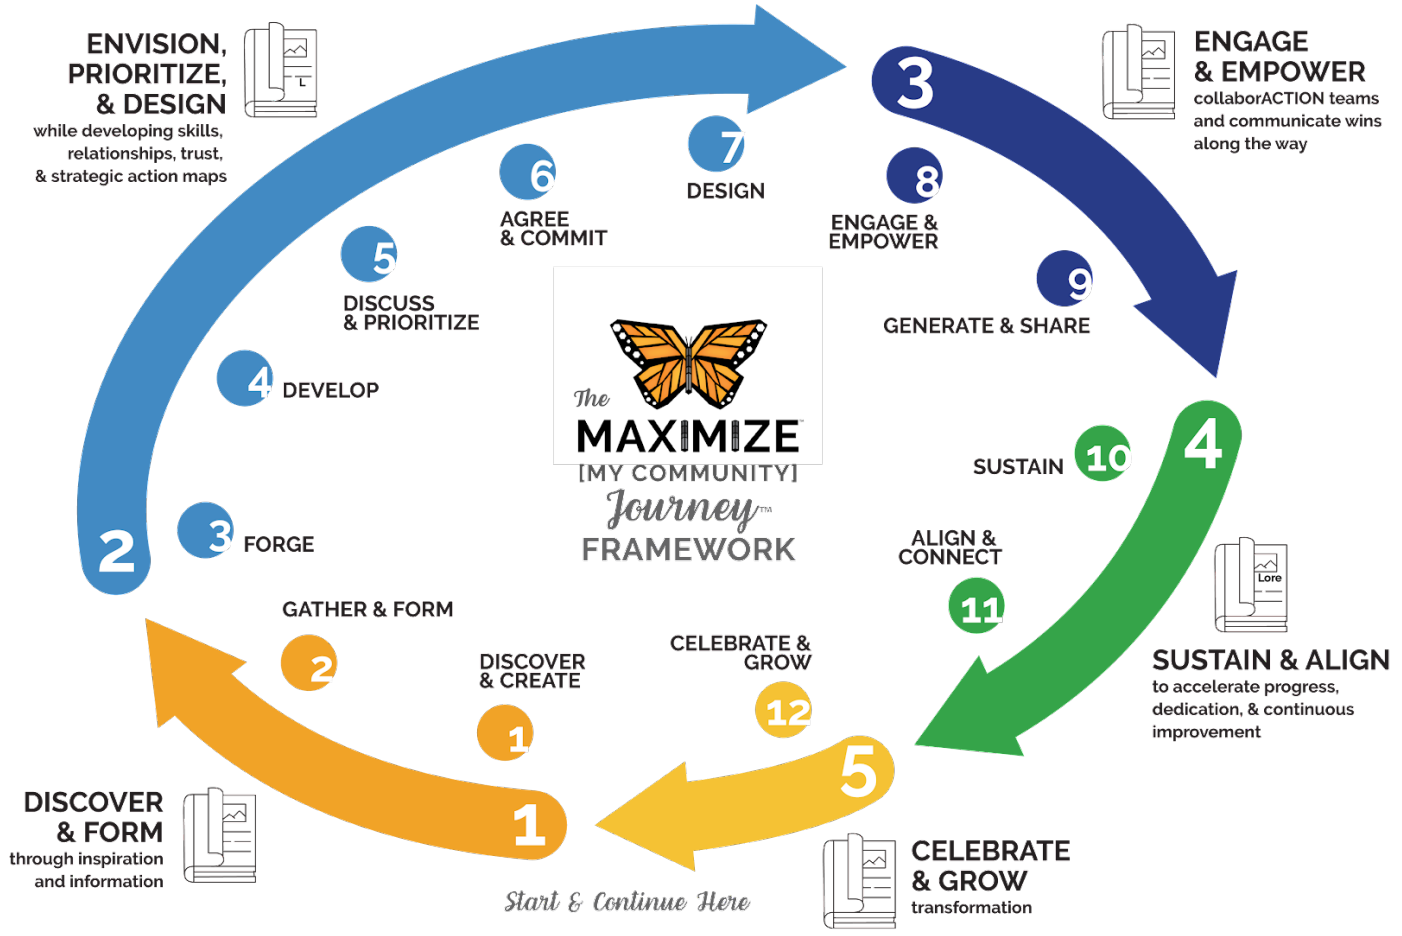 ENVISION,
PRIORITIZE,
& DESIGN
while developing skills,
relationships, trust,
& strategic action maps
L
ENGAGE
& EMPOWER
collaborACTION teams
and communicate wins
along the way
3
7
DESIGN
6
AGREE
& COMMIT
8
ENGAGE &
EMPOWER
5
DISCUSS
& PRIORITIZE
9
GENERATE & SHARE
4
DEVELOP
The
MAXIMIZE™
[MY COMMUNITY]
Journey™
FRAMEWORK
4
10
SUSTAIN
2
3
FORGE
ALIGN &
CONNECT
11
Lore
SUSTAIN & ALIGN
to accelerate progress,
dedication, & continuous
improvement
GATHER & FORM
2
DISCOVER
& CREATE
1
CELEBRATE &
GROW
12
5
1
DISCOVER
& FORM
through inspiration
and information
CELEBRATE
& GROW
transformation
Start & Continue Here